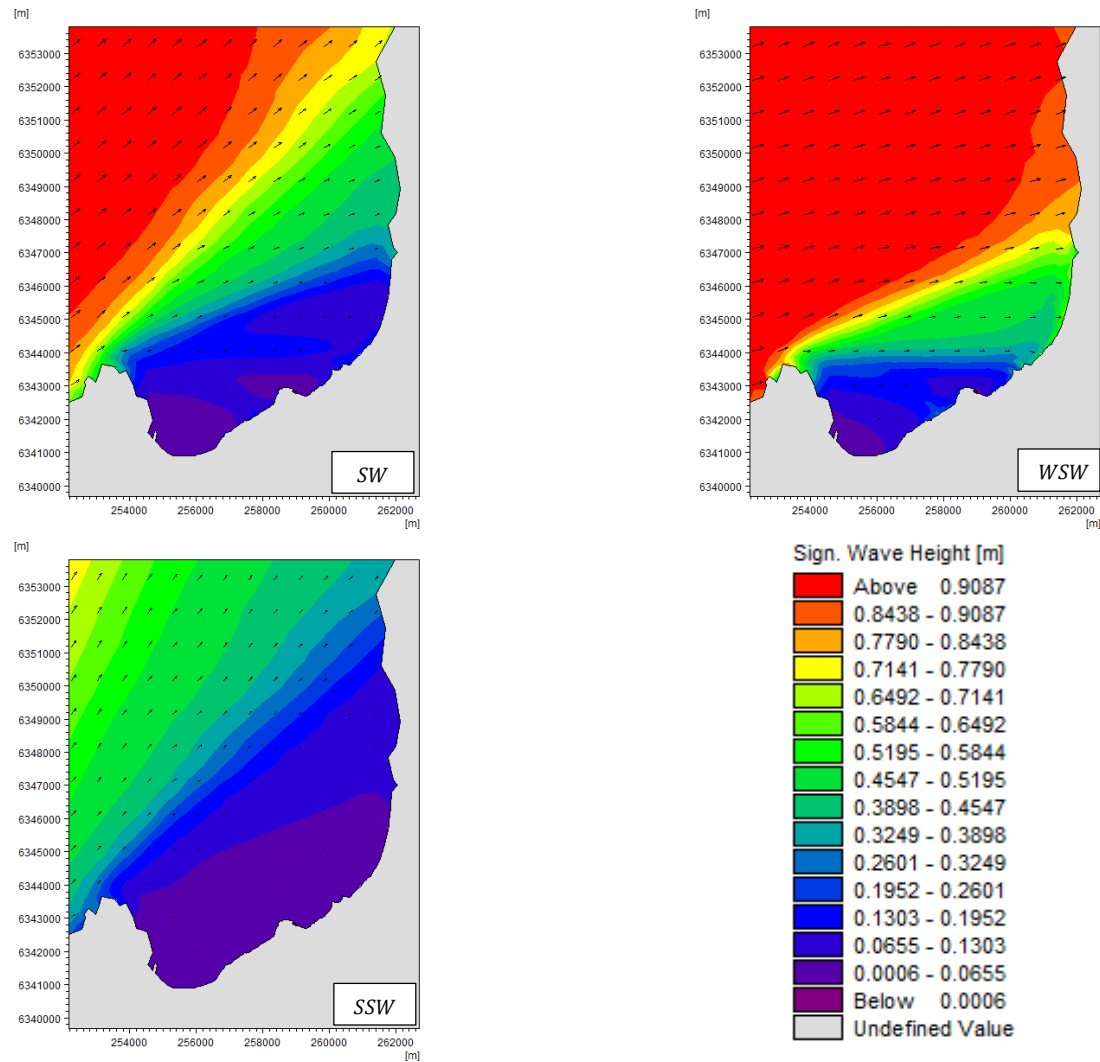 [m]
6353000
6352000
6351000
6350000
6349000
6348000
6347000
6346000
6345000
6344000
6343000
6342000
6341000
6340000
SW
254000 256000 258000 260000 262000
[m]
[m]
6353000
6352000
6351000
6350000
6349000
6348000
6347000
6346000
6345000
6344000
6343000
6342000
6341000
6340000
WSW
254000 256000 258000 260000 262000
[m]
[m]
6353000
6352000
6351000
6350000
6349000
6348000
6347000
6346000
6345000
6344000
6343000
6342000
6341000
6340000
SSW
254000 256000 258000 260000 262000
[m]
Sign. Wave Height [m]
Above 0.9087
0.8438 - 0.9087
0.7790 - 0.8438
0.7141 - 0.7790
0.6492 - 0.7141
0.5844 - 0.6492
0.5195 - 0.5844
0.4547 - 0.5195
0.3898 - 0.4547
0.3249 - 0.3898
0.2601 - 0.3249
0.1952 - 0.2601
0.1303 - 0.1952
0.0655 - 0.1303
0.0006 - 0.0655
Below 0.0006
Undefined Value